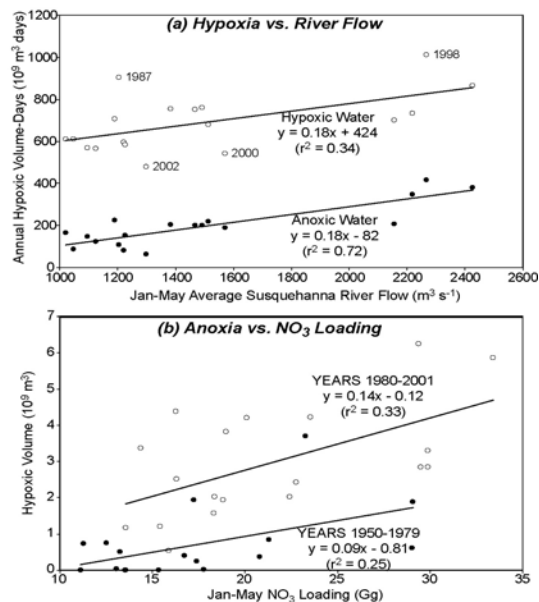 (a) Hypoxia vs. River Flow
Annual Hypoxic Volume-Days (10⁹ m³ days)
1200
1000
800
600
400
200
0
1987
1998
2002
2000
Hypoxic Water
y = 0.18x + 424
(r² = 0.34)
Anoxic Water
y = 0.18x - 82
(r² = 0.72)
1000 1200 1400 1600 1800 2000 2200 2400 2600
Jan-May Average Susquehanna River Flow (m³ s⁻¹)
(b) Anoxia vs. NO₃ Loading
Hypoxic Volume (10⁹ m³)
7
6
5
4
3
2
1
0
YEARS 1980-2001
y = 0.14x - 0.12
(r² = 0.33)
YEARS 1950-1979
y = 0.09x - 0.81
(r² = 0.25)
10 15 20 25 30 35
Jan-May NO₃ Loading (Gg)